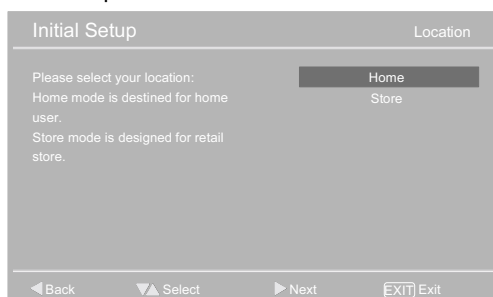 Initial Setup Location
Please select your location: Home
Home mode is destined for home Store
user.
Store mode is designed for retail
store.
Back Select Next EXIT Exit